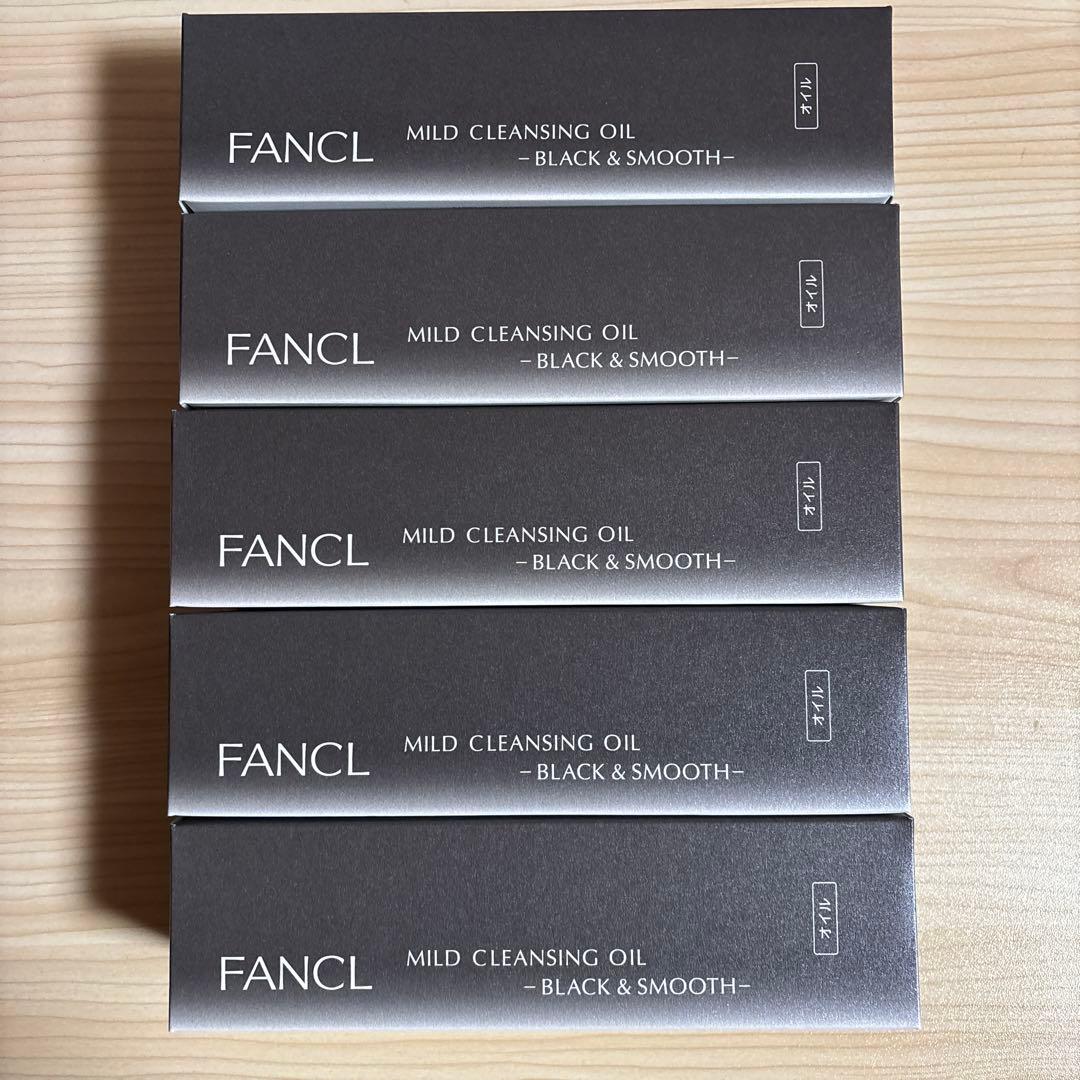 FANCL MILD CLEANSING OIL
-BLACK & SMOOTH-
オイル
FANCL MILD CLEANSING OIL
-BLACK & SMOOTH-
オイル
FANCL MILD CLEANSING OIL
-BLACK & SMOOTH-
オイル
FANCL MILD CLEANSING OIL
-BLACK & SMOOTH-
オイル
FANCL MILD CLEANSING OIL
-BLACK & SMOOTH-
オイル